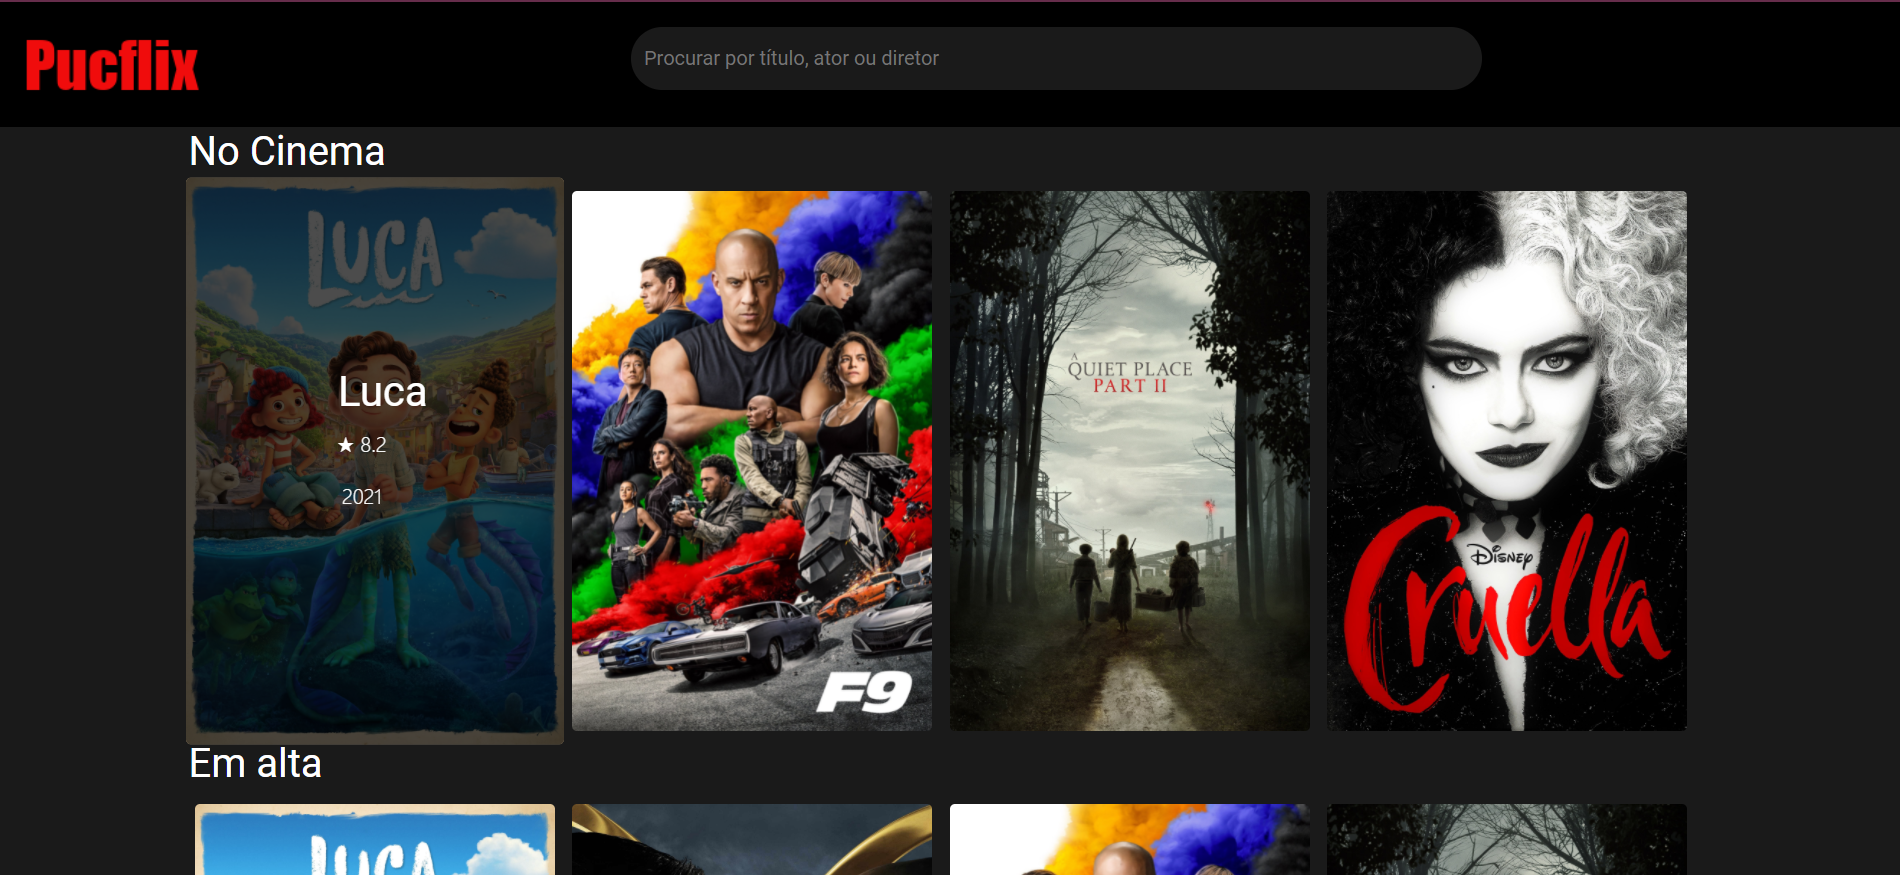 Pucflix
Procurar por título, ator ou diretor
No Cinema
LUCA
Luca
★ 8.2
2021
F9
A
QUIET PLACE
PART II
DISNEY
Cruella
Em alta
LUCA